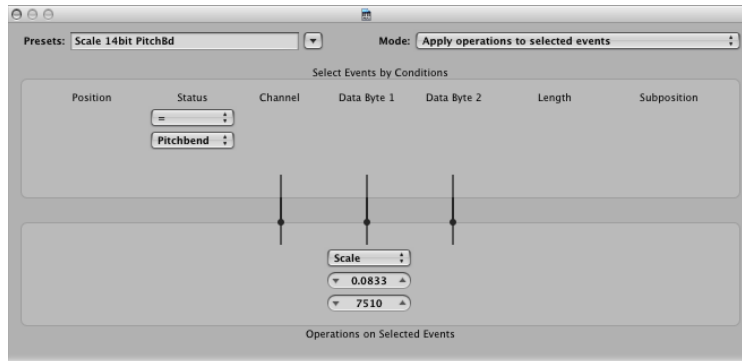 Presets: Scale 14bit PitchBd Mode: Apply operations to selected events
Select Events by Conditions
Position Status Channel Data Byte 1 Data Byte 2 Length Subposition
=
Pitchbend
Scale
0.0833
7510
Operations on Selected Events